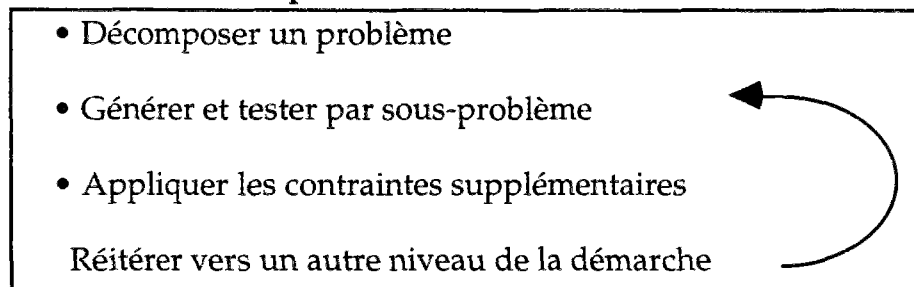 • Décomposer un problème
• Générer et tester par sous-problème
• Appliquer les contraintes supplémentaires
Réitérer vers un autre niveau de la démarche